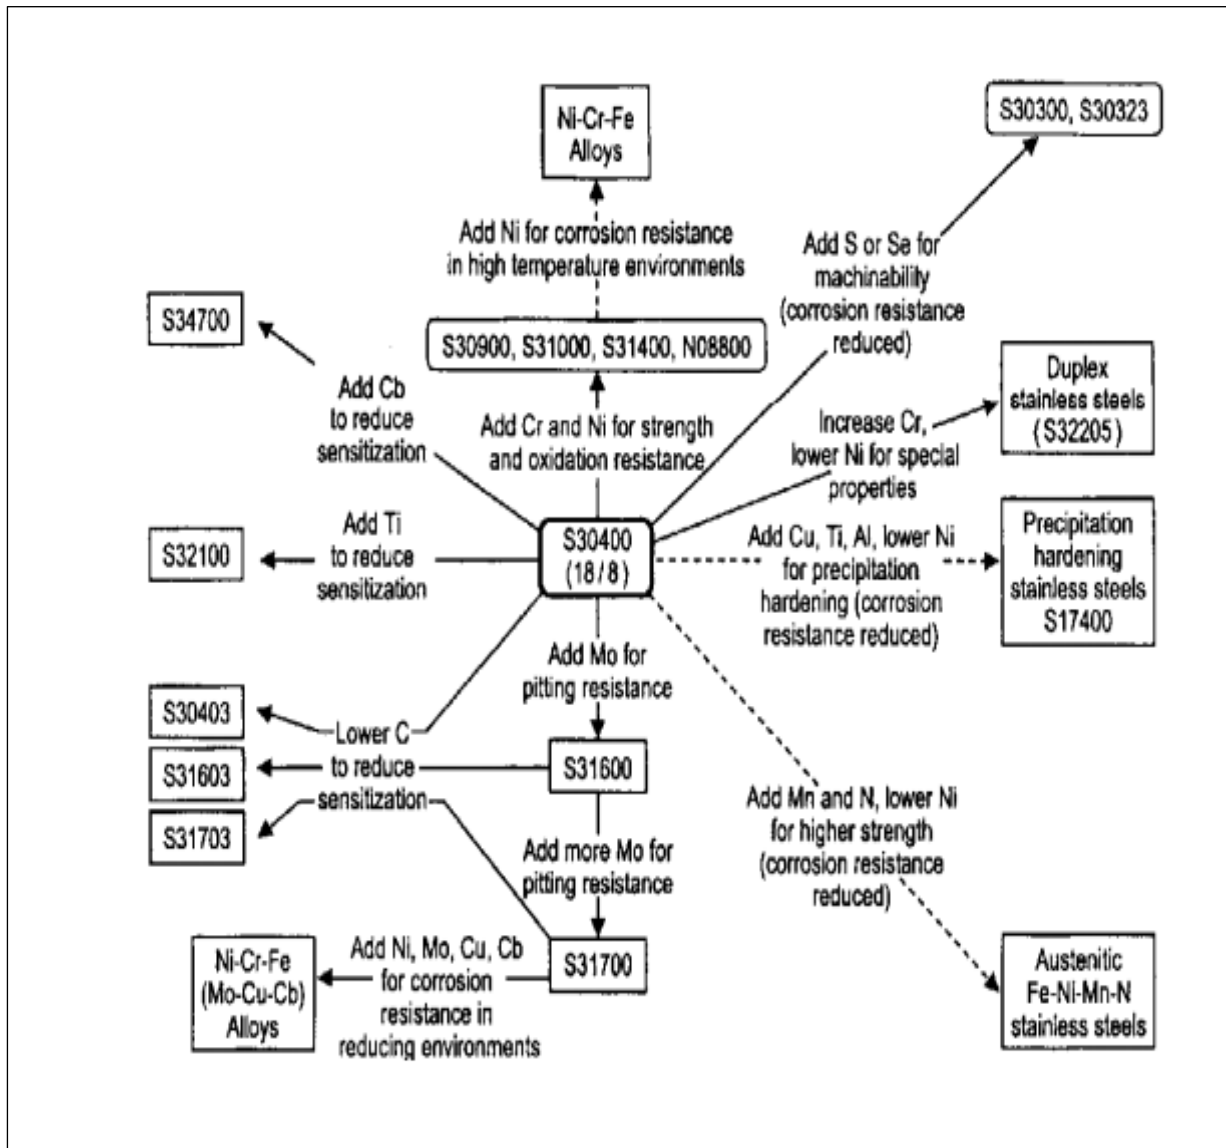 Ni-Cr-Fe
Alloys
S30300, S30323
Add Ni for corrosion resistance
in high temperature environments
Add S or Se for
machinability
(corrosion resistance
reduced)
S34700
S30900, S31000, S31400, N08800
Duplex
stainless steels
(S32205)
Add Cb
to reduce
sensitization
Add Cr and Ni for strength
and oxidation resistance
Increase Cr,
lower Ni for special
properties
S32100
Add Ti
to reduce
sensitization
S30400
(18/8)
Add Cu, Ti, Al, lower Ni
for precipitation
hardening (corrosion
resistance reduced)
Precipitation
hardening
stainless steels
S17400
Add Mo for
pitting resistance
S30403
S31603
S31703
Lower C
to reduce
sensitization
S31600
Add more Mo for
pitting resistance
Add Mn and N, lower Ni
for higher strength
(corrosion resistance
reduced)
Ni-Cr-Fe
(Mo-Cu-Cb)
Alloys
Add Ni, Mo, Cu, Cb
for corrosion
resistance in
reducing environments
S31700
Austenitic
Fe-Ni-Mn-N
stainless steels